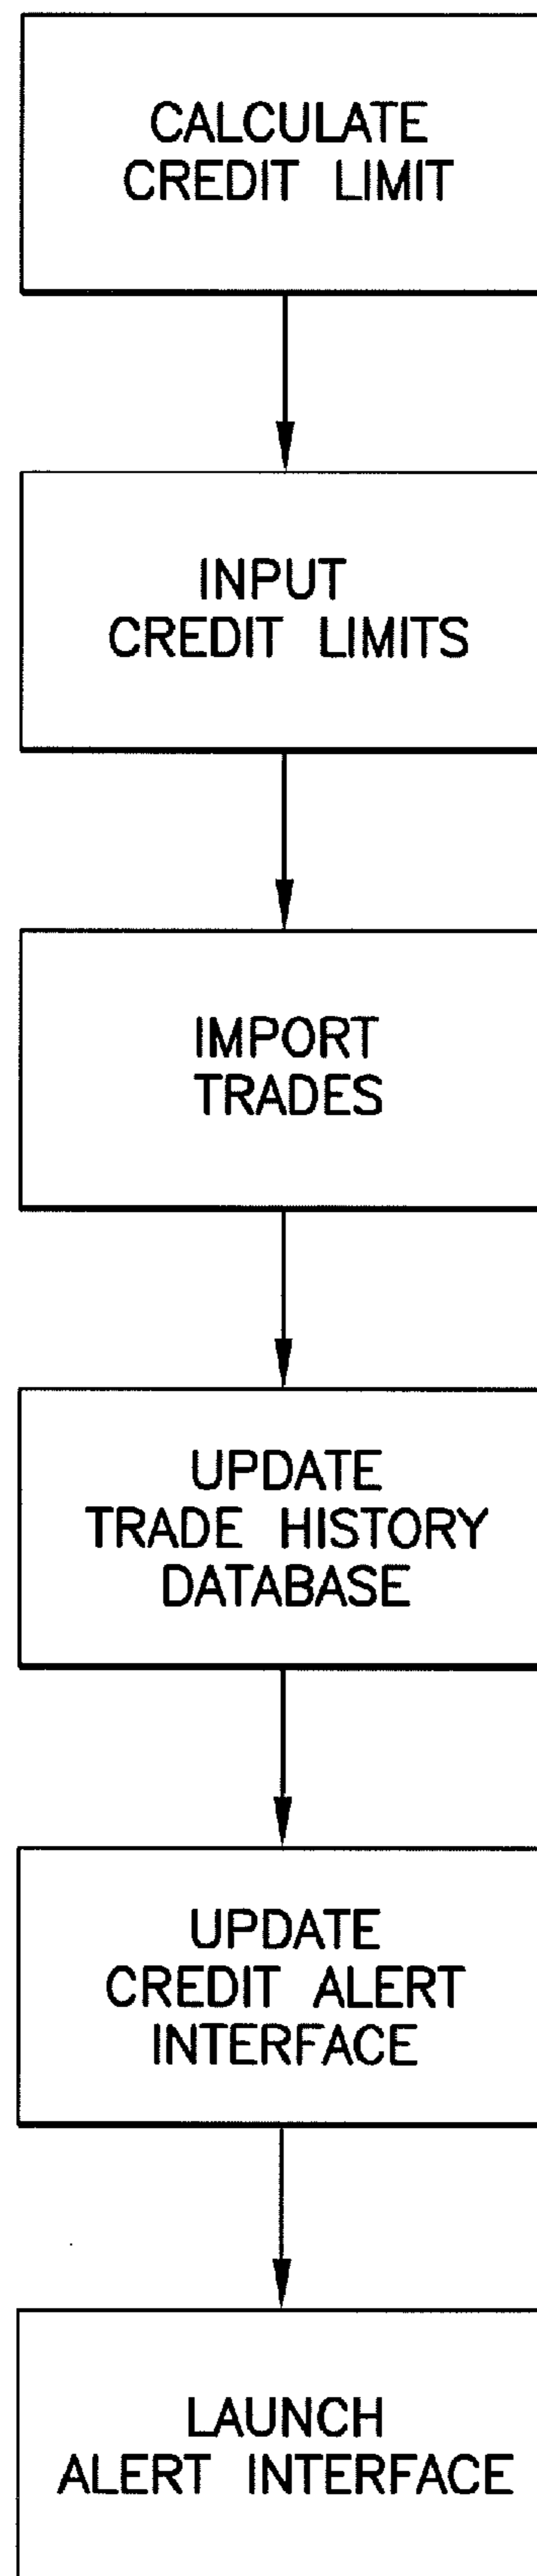 CALCULATE
CREDIT LIMIT
INPUT
CREDIT LIMITS
IMPORT
TRADES
UPDATE
TRADE HISTORY
DATABASE
UPDATE
CREDIT ALERT
INTERFACE
LAUNCH
ALERT INTERFACE